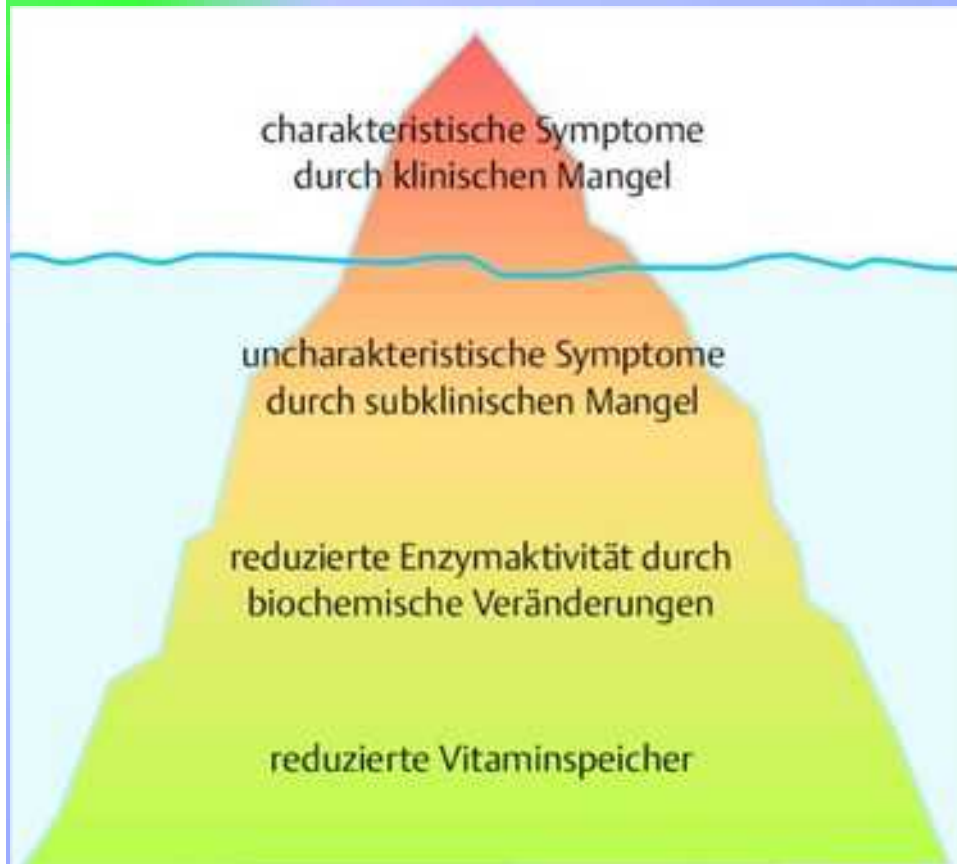 charakteristische Symptome
durch klinischen Mangel
uncharakteristische Symptome
durch subklinischen Mangel
reduzierte Enzymaktivität durch
biochemische Veränderungen
reduzierte Vitaminspeicher